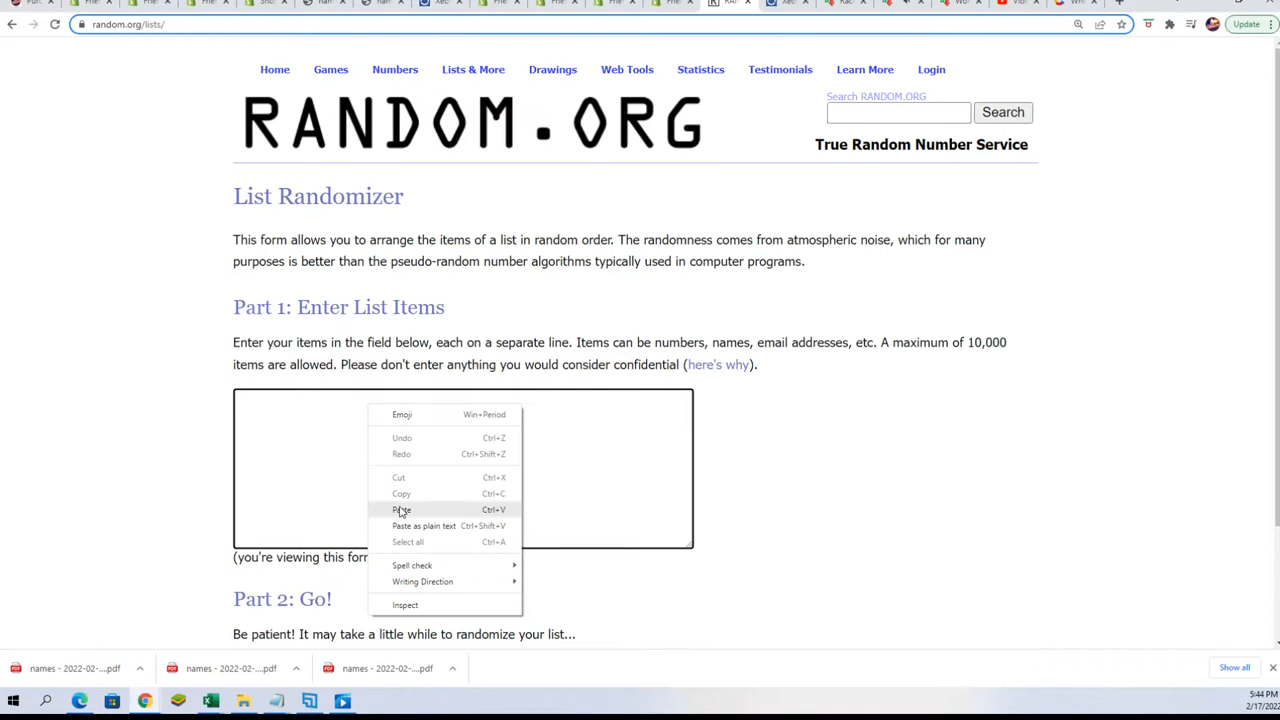 random.org/lists/
Update
Home Games Numbers Lists & More Drawings Web Tools Statistics Testimonials Learn More Login
RANDOM.ORG
Search RANDOM.ORG
Search
True Random Number Service
List Randomizer
This form allows you to arrange the items of a list in random order. The randomness comes from atmospheric noise, which for many
purposes is better than the pseudo-random number algorithms typically used in computer programs.
Part 1: Enter List Items
Enter your items in the field below, each on a separate line. Items can be numbers, names, email addresses, etc. A maximum of 10,000
items are allowed. Please don't enter anything you would consider confidential (here's why).
Emoji Win+Period
Undo Ctrl+Z
Redo Ctrl+Shift+Z
Cut Ctrl+X
Copy Ctrl+C
Paste Ctrl+V
Paste as plain text Ctrl+Shift+V
Select all Ctrl+A
(you're viewing this for
Spell check
Writing Direction
Inspect
Part 2: Go!
Be patient! It may take a little while to randomize your list...
names - 2022-02-....pdf names - 2022-02-....pdf names - 2022-02-....pdf Show all
5:44 PM
2/17/2022